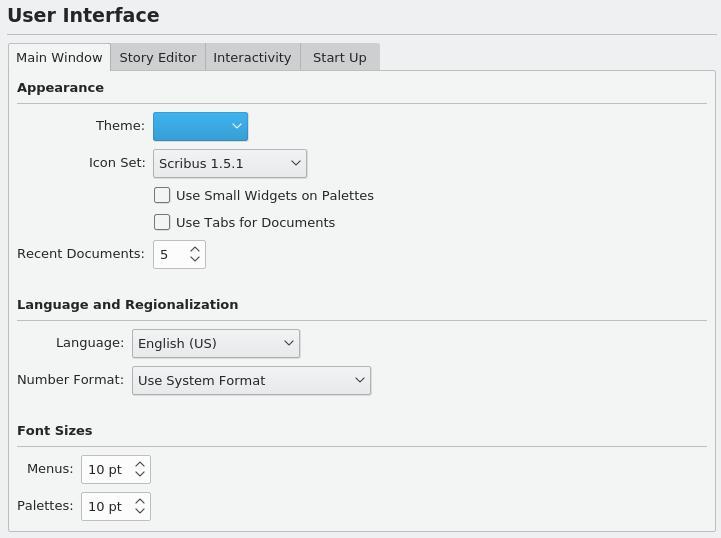 User Interface
Main Window Story Editor Interactivity Start Up
Appearance
Theme:
Icon Set: Scribus 1.5.1
Use Small Widgets on Palettes
Use Tabs for Documents
Recent Documents: 5
Language and Regionalization
Language: English (US)
Number Format: Use System Format
Font Sizes
Menus: 10 pt
Palettes: 10 pt